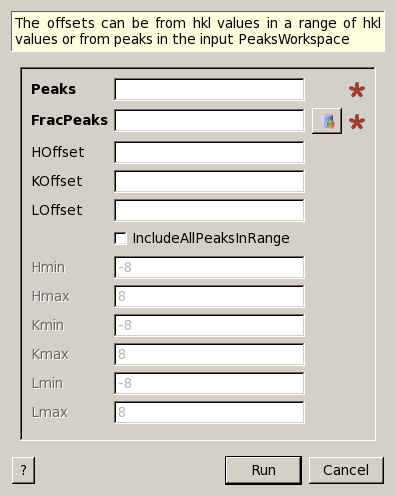 The offsets can be from hkl values in a range of hkl
values or from peaks in the input PeaksWorkspace
Peaks
FracPeaks
HOffset
KOffset
LOffset
IncludeAllPeaksInRange
Hmin -8
Hmax 8
Kmin -8
Kmax 8
Lmin -8
Lmax 8
? Run Cancel